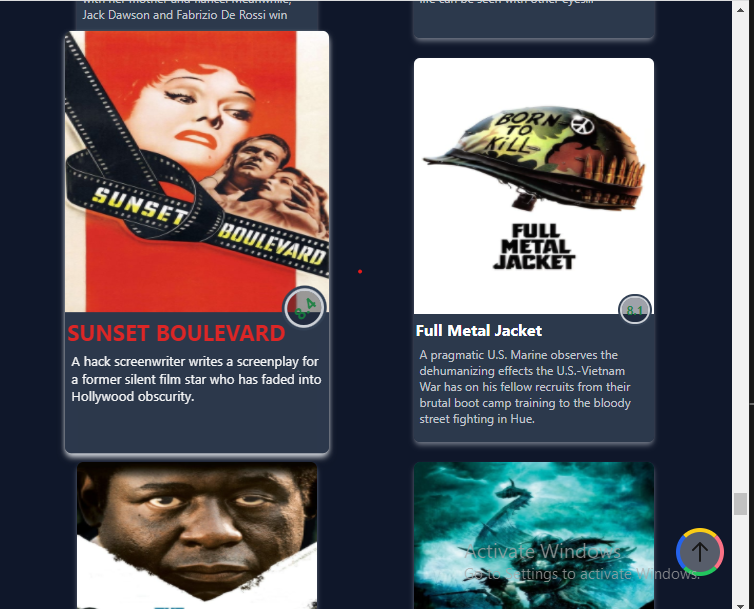 with her mother and fiancé. Meanwhile,
Jack Dawson and Fabrizio De Rossi win
life can be seen with other eyes...
SUNSET
BOULEVARD
8.4
SUNSET BOULEVARD
A hack screenwriter writes a screenplay for
a former silent film star who has faded into
Hollywood obscurity.
BORN
TO
KILL
FULL
METAL
JACKET
8.1
Full Metal Jacket
A pragmatic U.S. Marine observes the
dehumanizing effects the U.S.-Vietnam
War has on his fellow recruits from their
brutal boot camp training to the bloody
street fighting in Hue.
Activate Windows
Go to Settings to activate Windows.